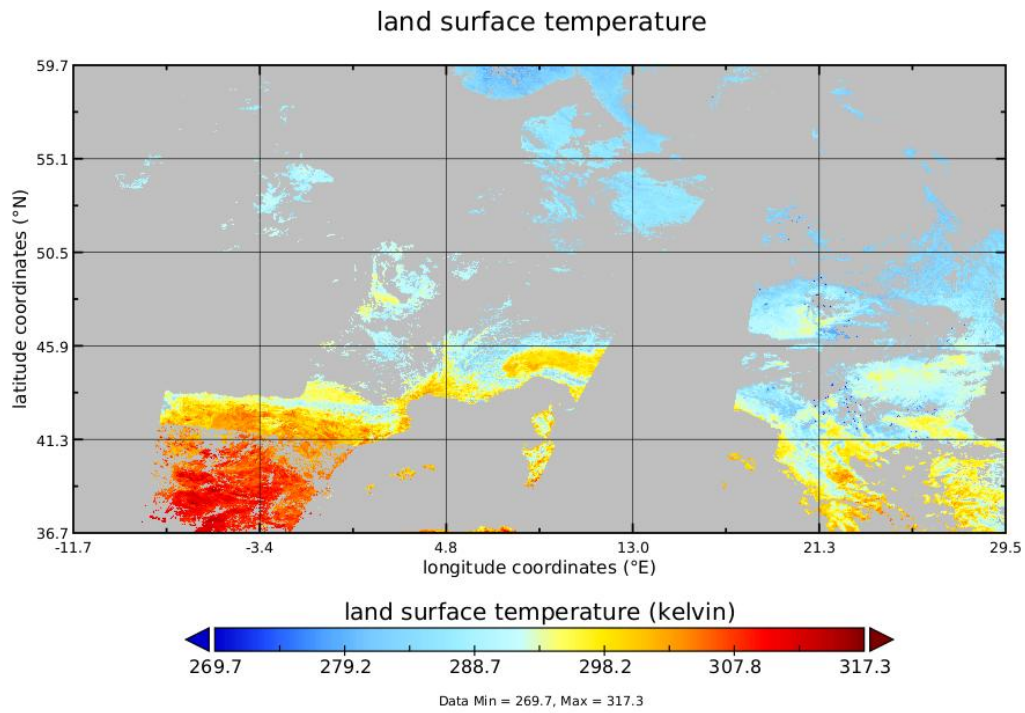 land surface temperature
59.7
55.1
50.5
45.9
41.3
36.7
latitude coordinates (°N)
-11.7 -3.4 4.8 13.0 21.3 29.5
longitude coordinates (°E)
land surface temperature (kelvin)
269.7 279.2 288.7 298.2 307.8 317.3
Data Min = 269.7, Max = 317.3